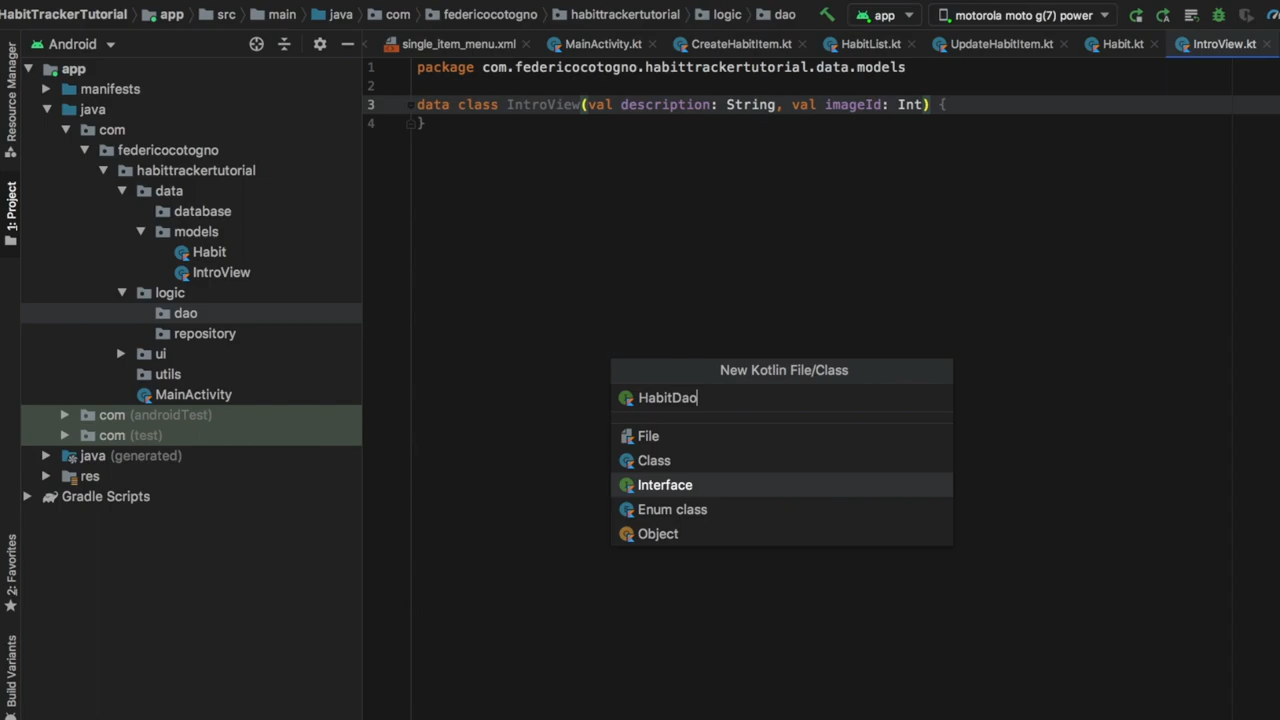 HabitTrackerTutorial app src main java com federicocotogno habittrackertutorial logic dao app motorola moto g(7) power
Android
single_item_menu.xml MainActivity.kt CreateHabitItem.kt HabitList.kt UpdateHabitItem.kt Habit.kt IntroView.kt
Resource Manager
1: Project
2: Favorites
Build Variants
app
manifests
java
com
federicocotogno
habittrackertutorial
data
database
models
Habit
IntroView
logic
dao
repository
ui
utils
MainActivity
com (androidTest)
com (test)
java (generated)
res
Gradle Scripts
1 package com.federicocotogno.habittrackertutorial.data.models
2
3 data class IntroView(val description: String, val imageId: Int) {
4 }
New Kotlin File/Class
HabitDao
File
Class
Interface
Enum class
Object